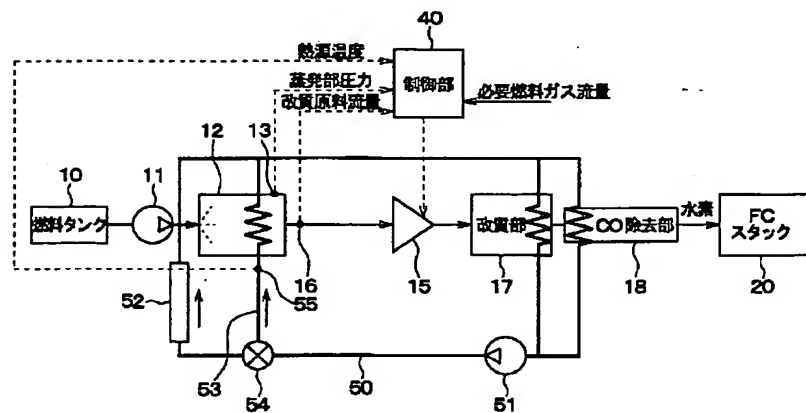 40
熱源温度
蒸発部圧力
改質原料流量
制御部
必要燃料ガス流量
10
11
12
13
燃料タンク
16
15
改質部
17
CO除去部
18
水素
FC
スタック
20
52
55
53
54
50
51